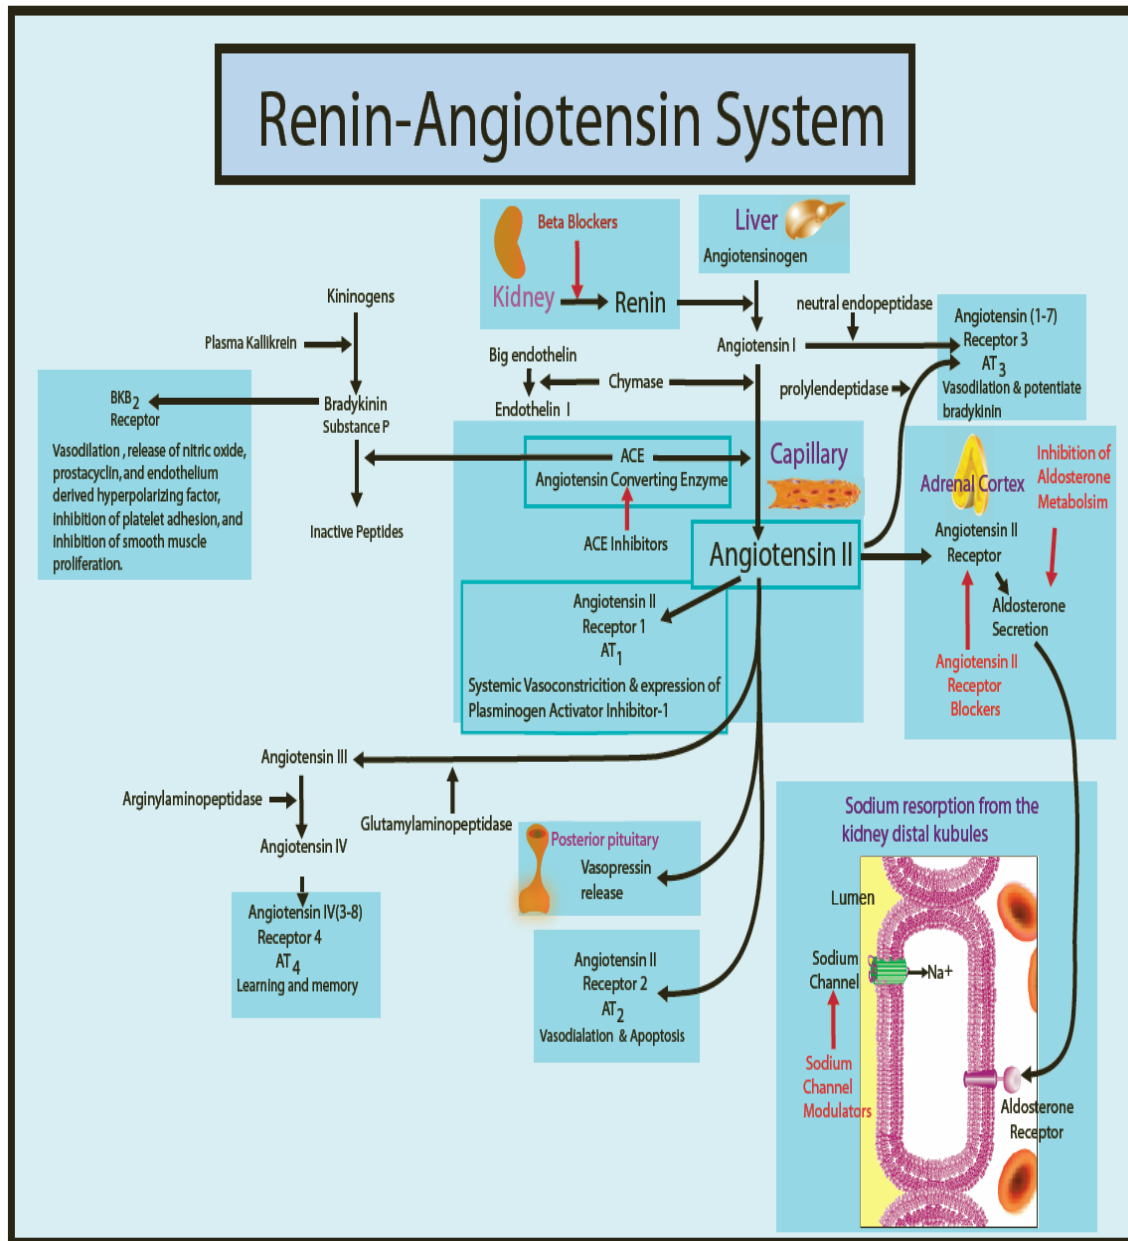 Renin-Angiotensin System
Beta Blockers
Kidney
Renin
Liver
Angiotensinogen
Kininogens
Plasma Kallikrein
Big endothelin
Chymase
Endothelin I
Angiotensin I
neutral endopeptidase
Angiotensin (1-7)
Receptor 3
AT3
Vasodilation & potentiate
bradykinin
prolylendeptidase
BKB2
Receptor
Vasodilation , release of nitric oxide,
prostacyclin, and endothelium
derived hyperpolarizing factor,
Inhibition of platelet adhesion, and
inhibition of smooth muscle
proliferation.
Bradykinin
Substance P
Inactive Peptides
ACE
Angiotensin Converting Enzyme
ACE Inhibitors
Capillary
Angiotensin II
Adrenal Cortex
Inhibition of
Aldosterone
Metabolsim
Angiotensin II
Receptor
Aldosterone
Secretion
Angiotensin II
Receptor
Blockers
Angiotensin II
Receptor 1
AT1
Systemic Vasoconstricition & expression of
Plasminogen Activator Inhibitor-1
Angiotensin III
Arginylaminopeptidase
Glutamylaminopeptidase
Angiotensin IV
Angiotensin IV(3-8)
Receptor 4
AT4
Learning and memory
Posterior pituitary
Vasopressin
release
Angiotensin II
Receptor 2
AT2
Vasodialation & Apoptosis
Sodium resorption from the
kidney distal kubules
Lumen
Sodium
Channel
Na+
Sodium
Channel
Modulators
Aldosterone
Receptor